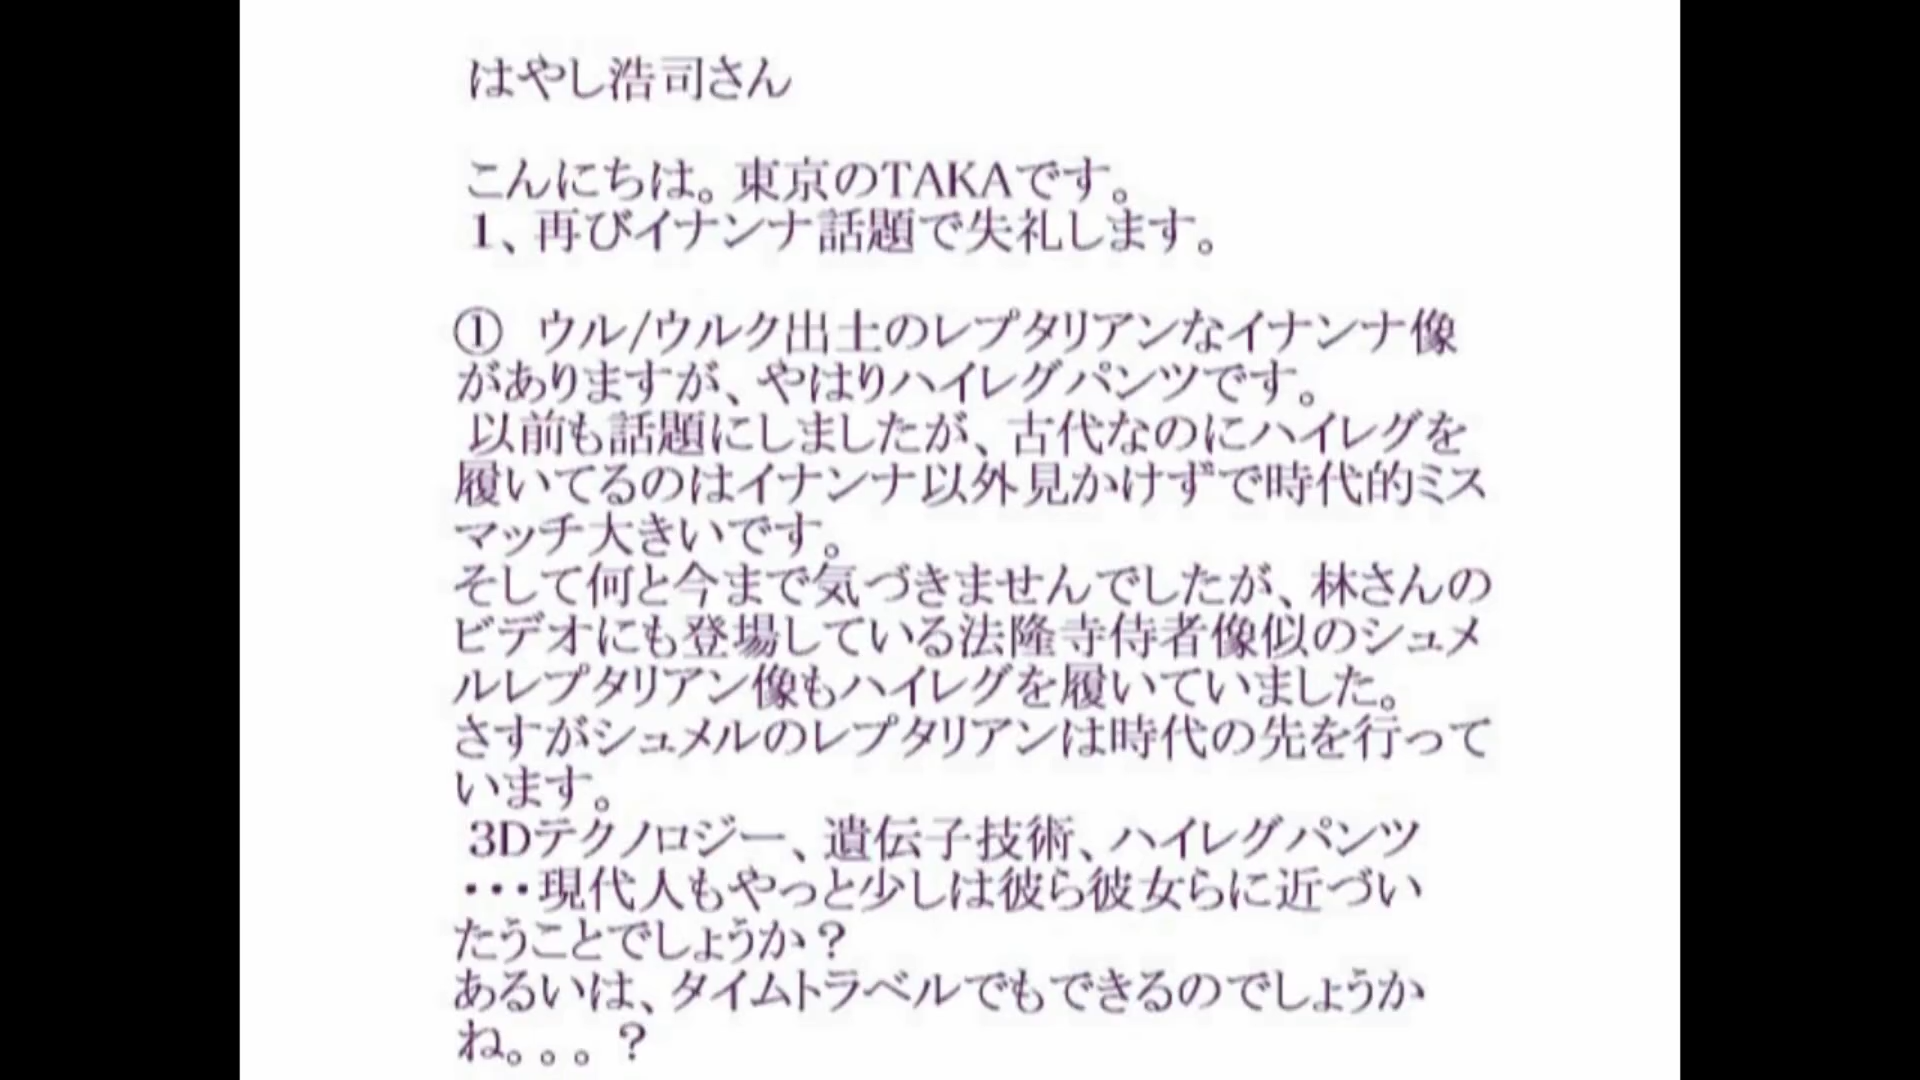 はやし浩司さん
こんにちは。東京のTAKAです。
1、再びイナンナ話題で失礼します。
① ウル/ウルク出土のレプタリアンなイナンナ像
がありますが、やはりハイレグパンツです。
以前も話題にしましたが、古代なのにハイレグを
履いてるのはイナンナ以外見かけずで時代的ミス
マッチ大きいです。
そして何と今まで気づきませんでしたが、林さんの
ビデオにも登場している法隆寺侍者像似のシュメ
ルレプタリアン像もハイレグを履いていました。
さすがシュメルのレプタリアンは時代の先を行って
います。
3Dテクノロジー、遺伝子技術、ハイレグパンツ
・・・現代人もやっと少しは彼ら彼女らに近づい
たうことでしょうか？
あるいは、タイムトラベルでもできるのでしょうか
ね。。。？